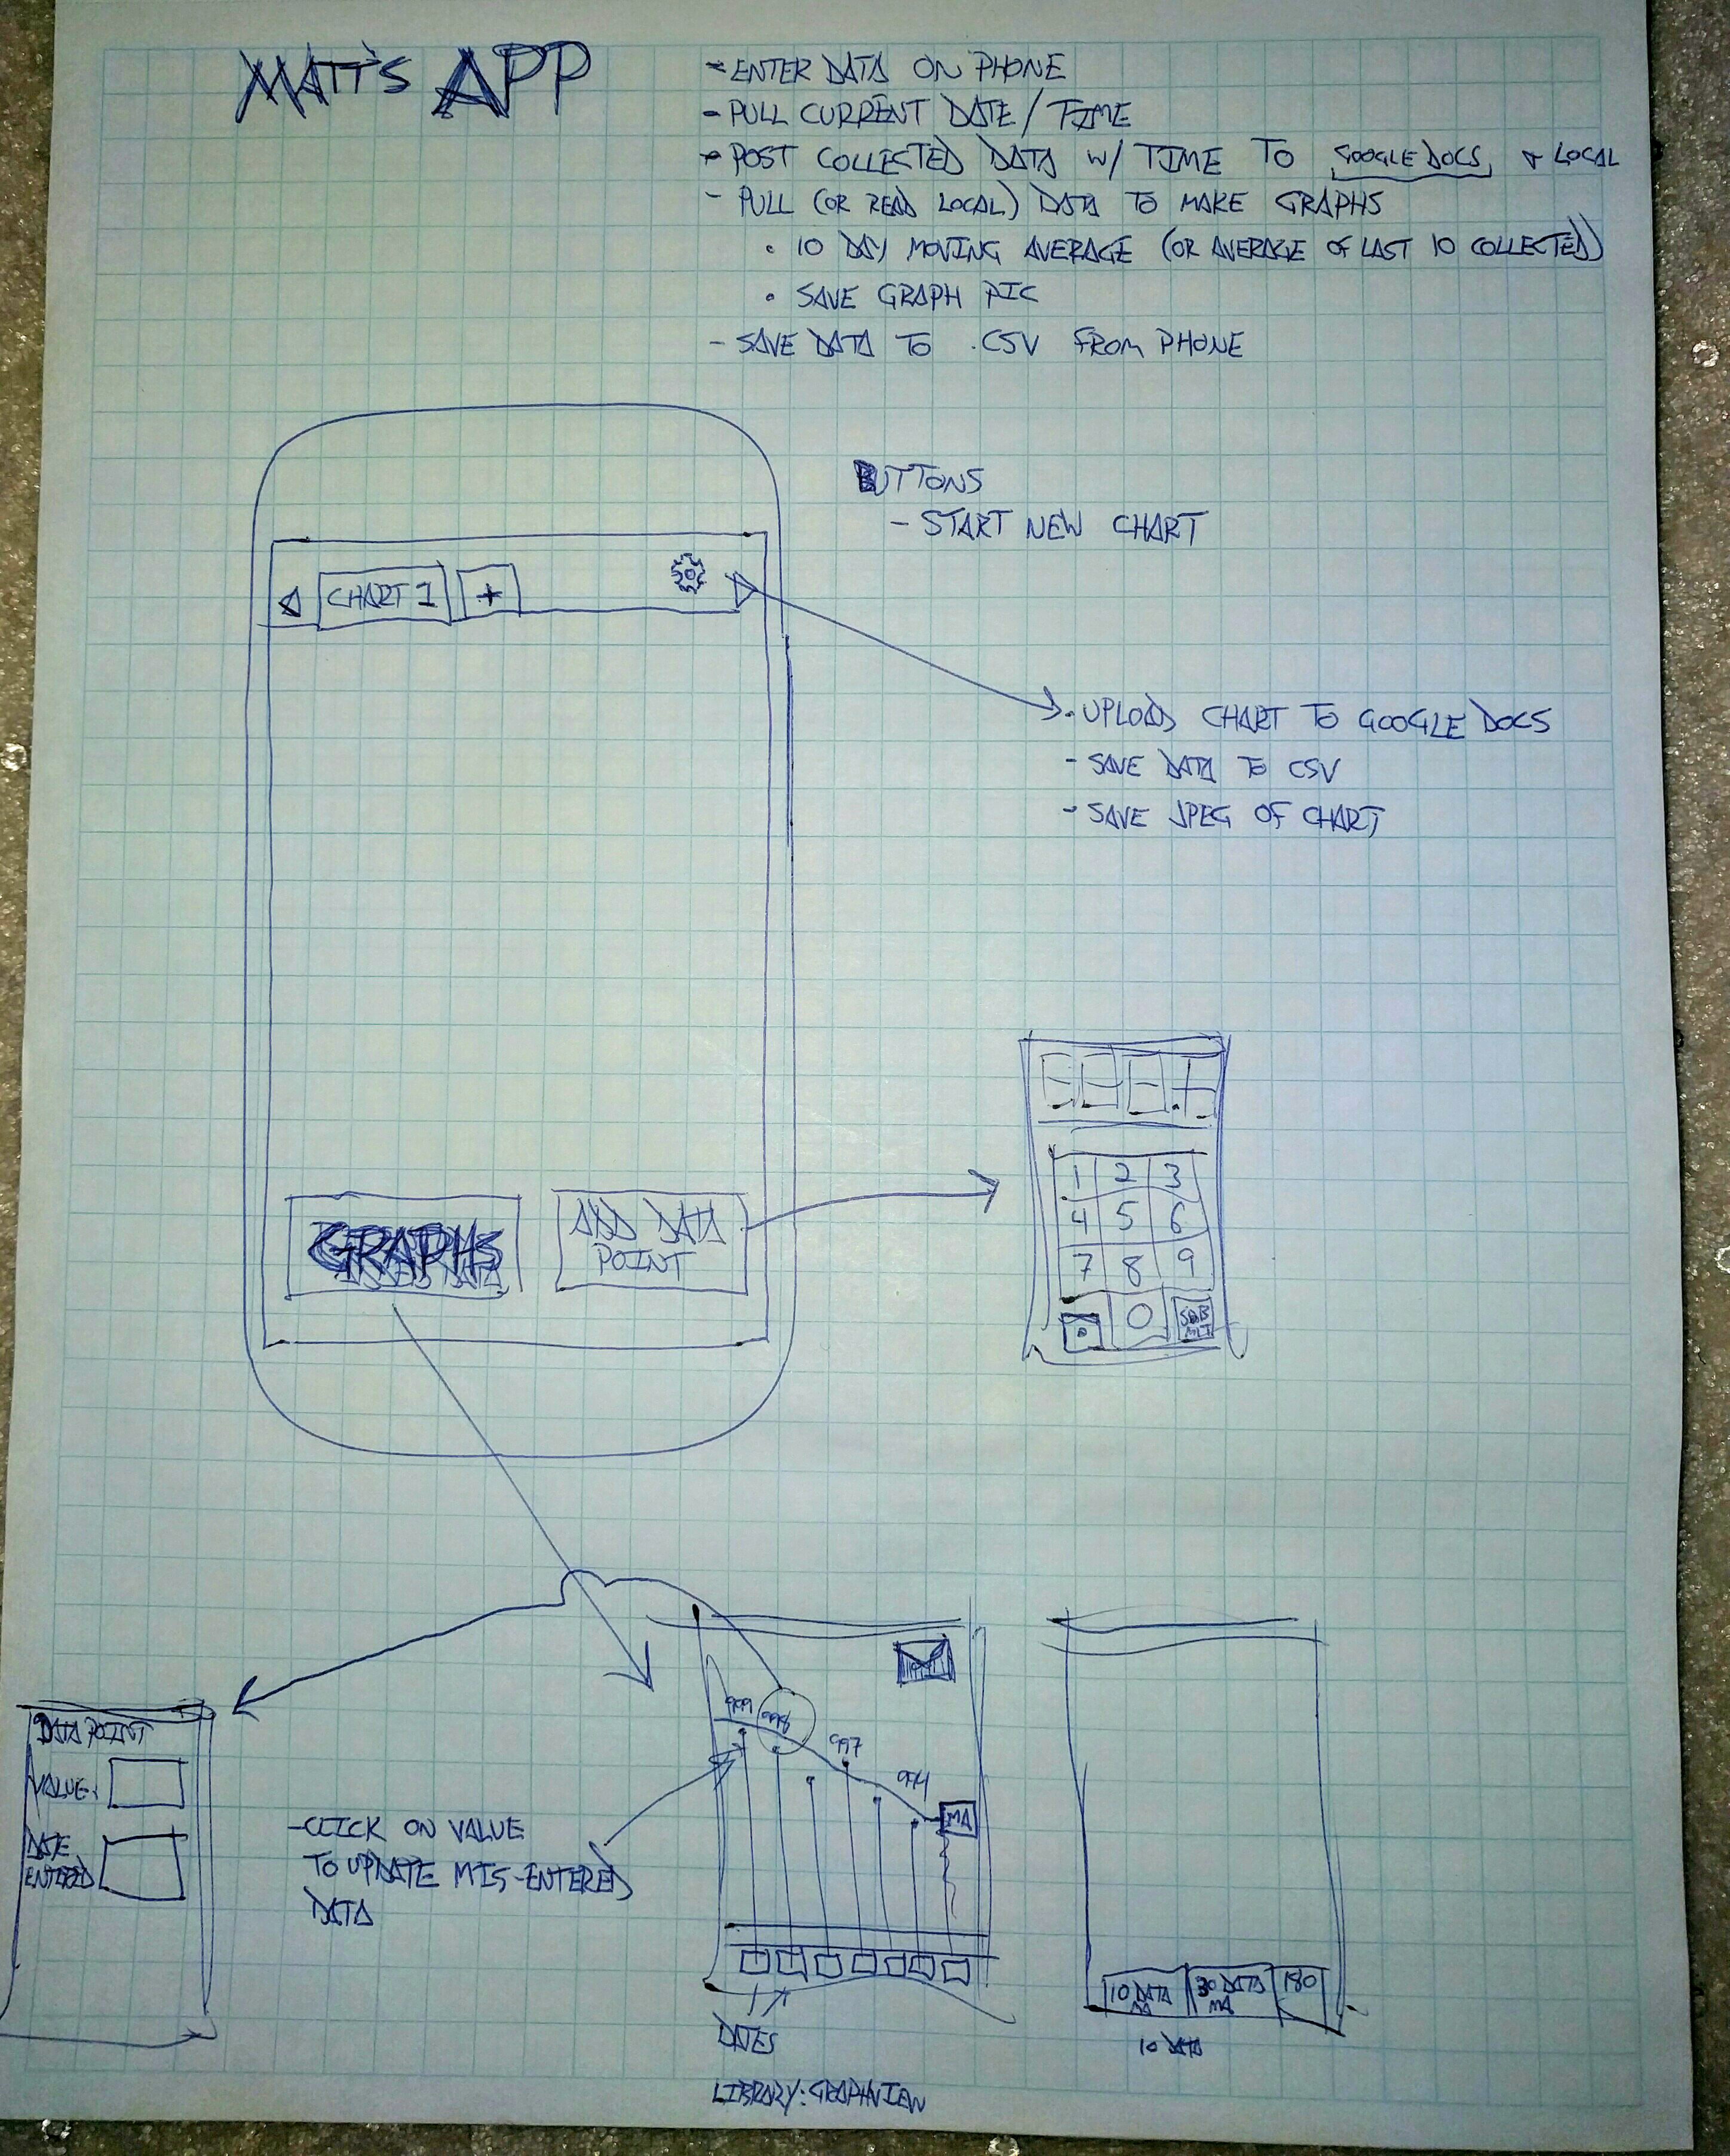 MATT'S APP
- ENTER DATA ON PHONE
- PULL CURRENT DATE/TIME
- POST COLLECTED DATA W/ TIME TO GOOGLE DOCS, & LOCAL
- PULL (OR READ LOCAL) DATA TO MAKE GRAPHS
• 10 DAY MOVING AVERAGE (OR AVERAGE OF LAST 10 COLLECTED)
• SAVE GRAPH PIC
- SAVE DATA TO .CSV FROM PHONE
BUTTONS
- START NEW CHART
CHART 1
+
- UPLOAD CHART TO GOOGLE DOCS
- SAVE DATA TO CSV
- SAVE JPEG OF CHART
GRAPHS
ADD DATA
POINT
1 2 3
4 5 6
7 8 9
. 0 SUB
MIT
DATA POINT
VALUE:
DATE
ENTERED
- CLICK ON VALUE
TO UPDATE MIS-ENTERED
DATA
999
998
997
994
MA
DATES
LIBRARY: GRAPHVIEW
10 DATA
MA
30 DATA
MA
180
10 DATA